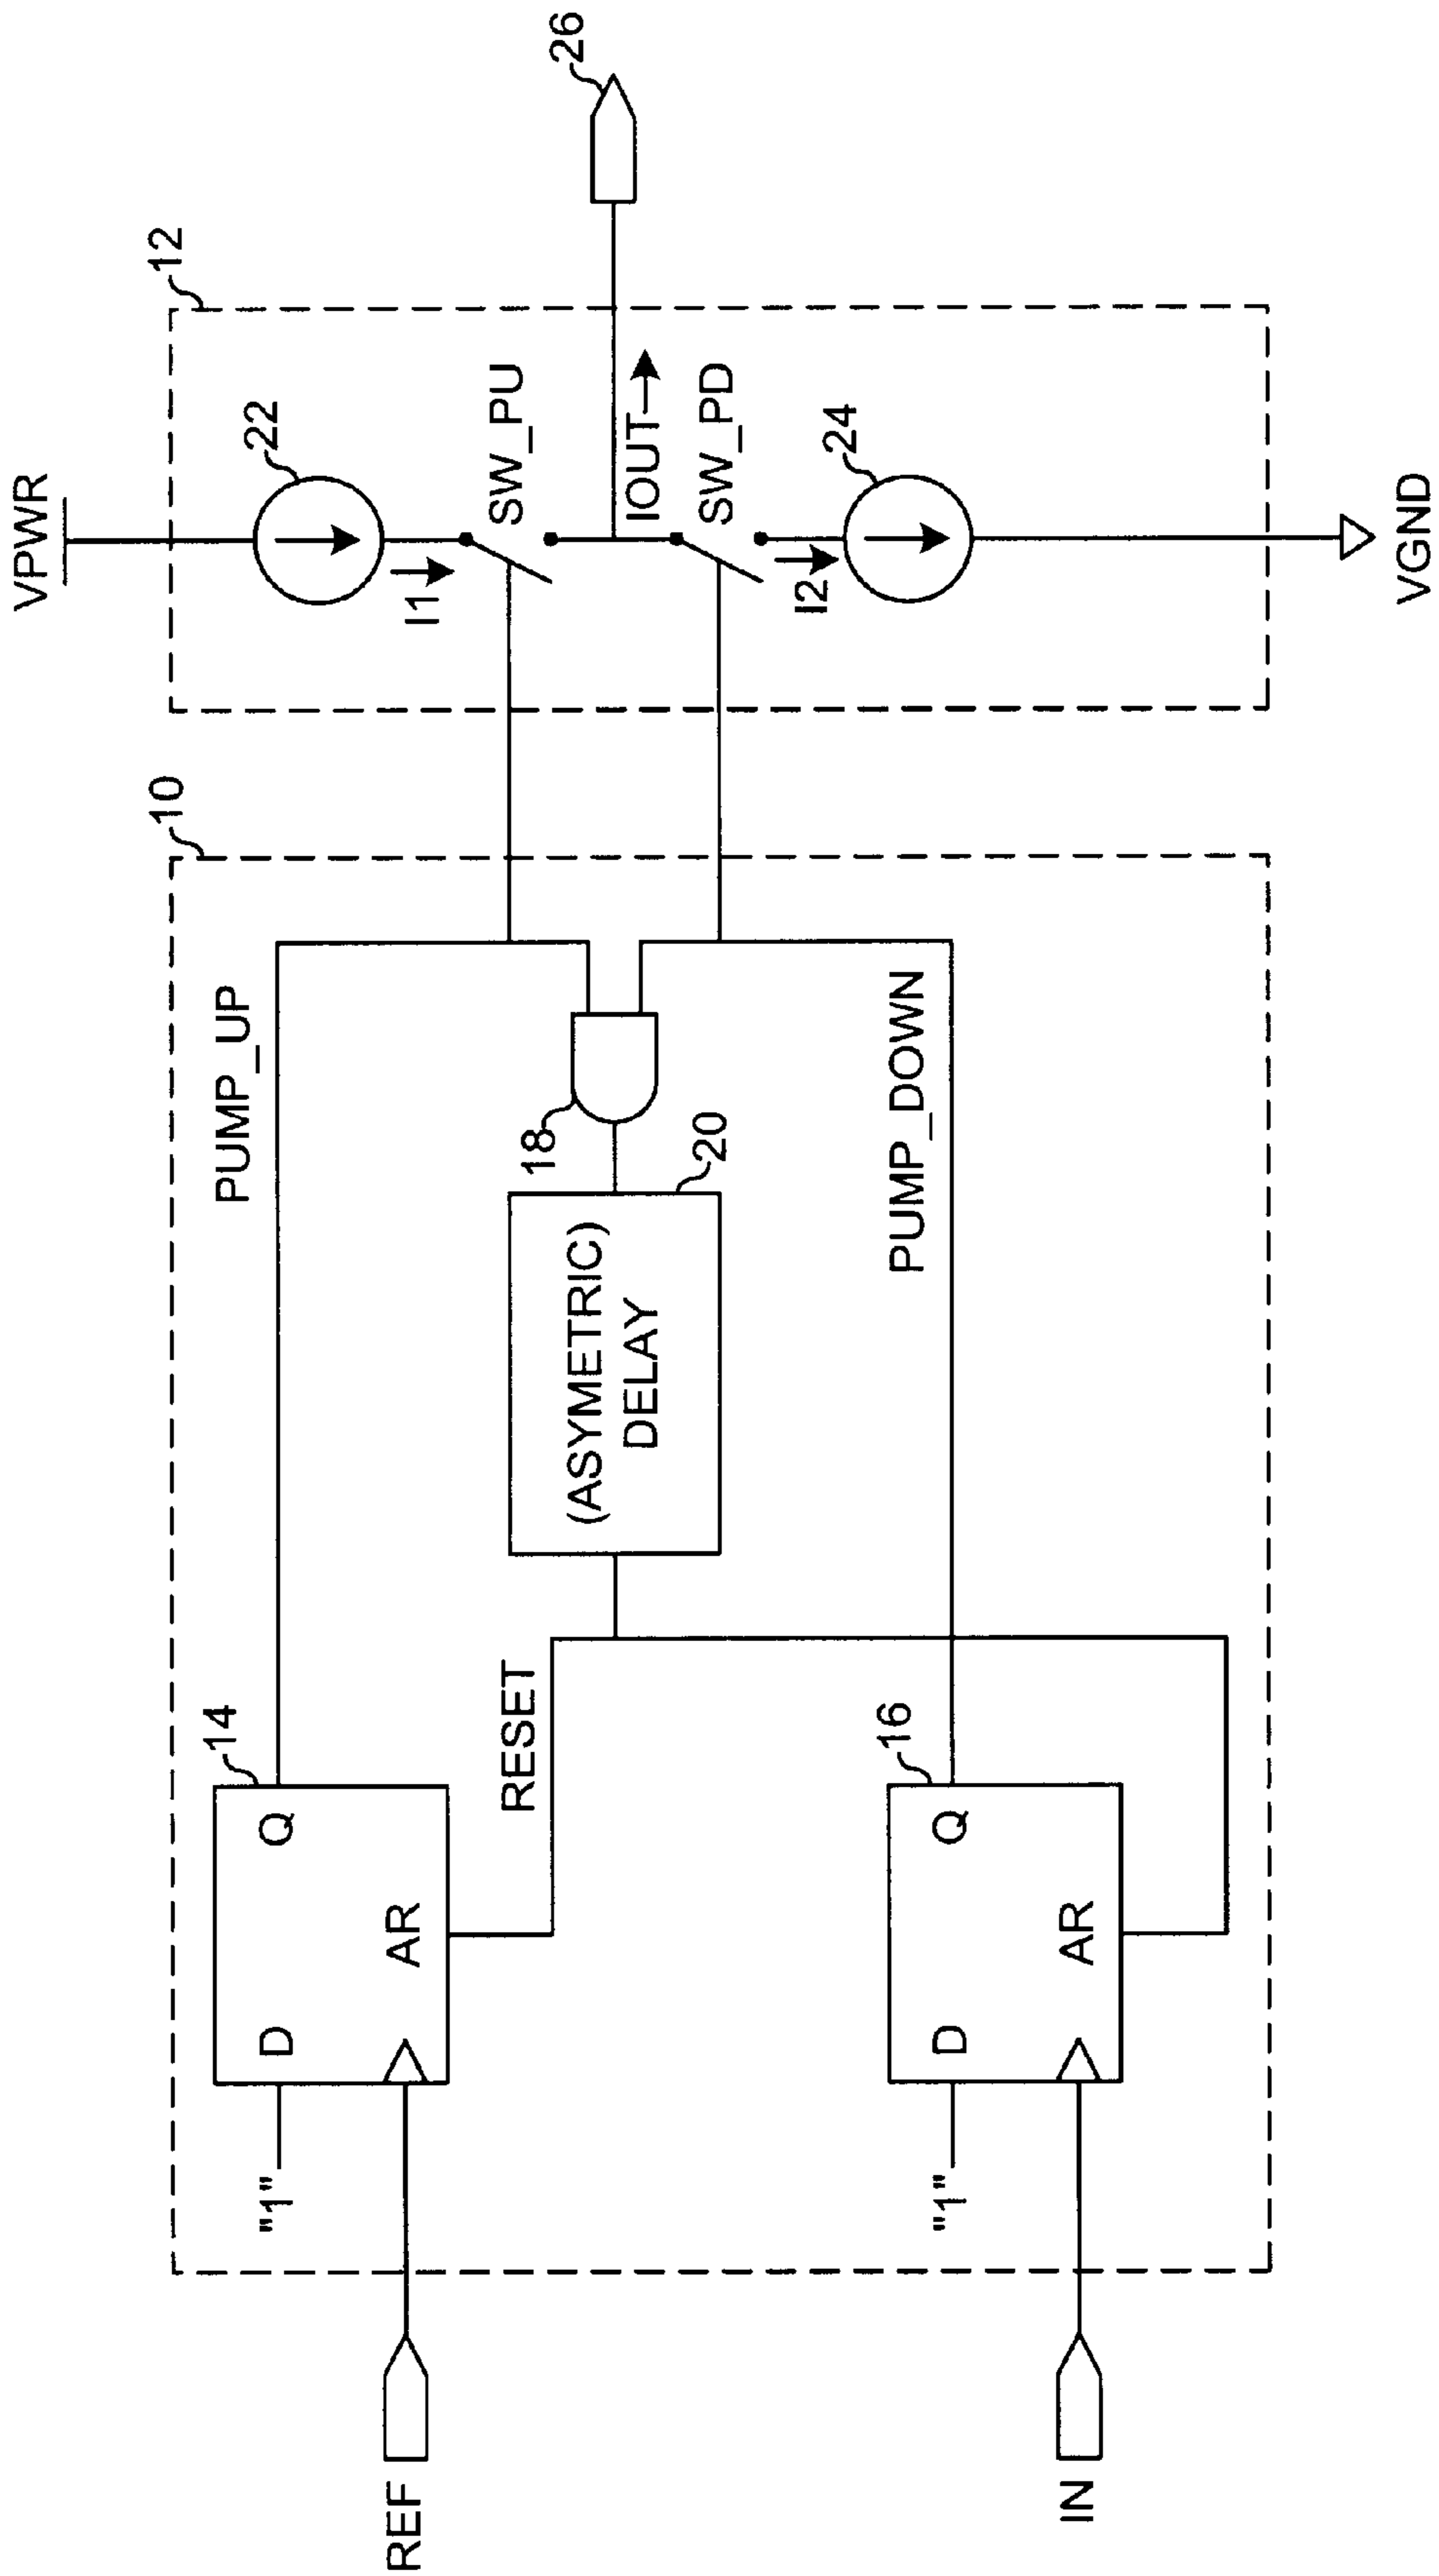 VPWR
12
22
I1
SW_PU
IOUT
26
SW_PD
I2
24
VGND
10
PUMP_UP
18
20
(ASYMETRIC)
DELAY
PUMP_DOWN
14
RESET
D
Q
AR
"1"
REF
16
D
Q
AR
"1"
IN